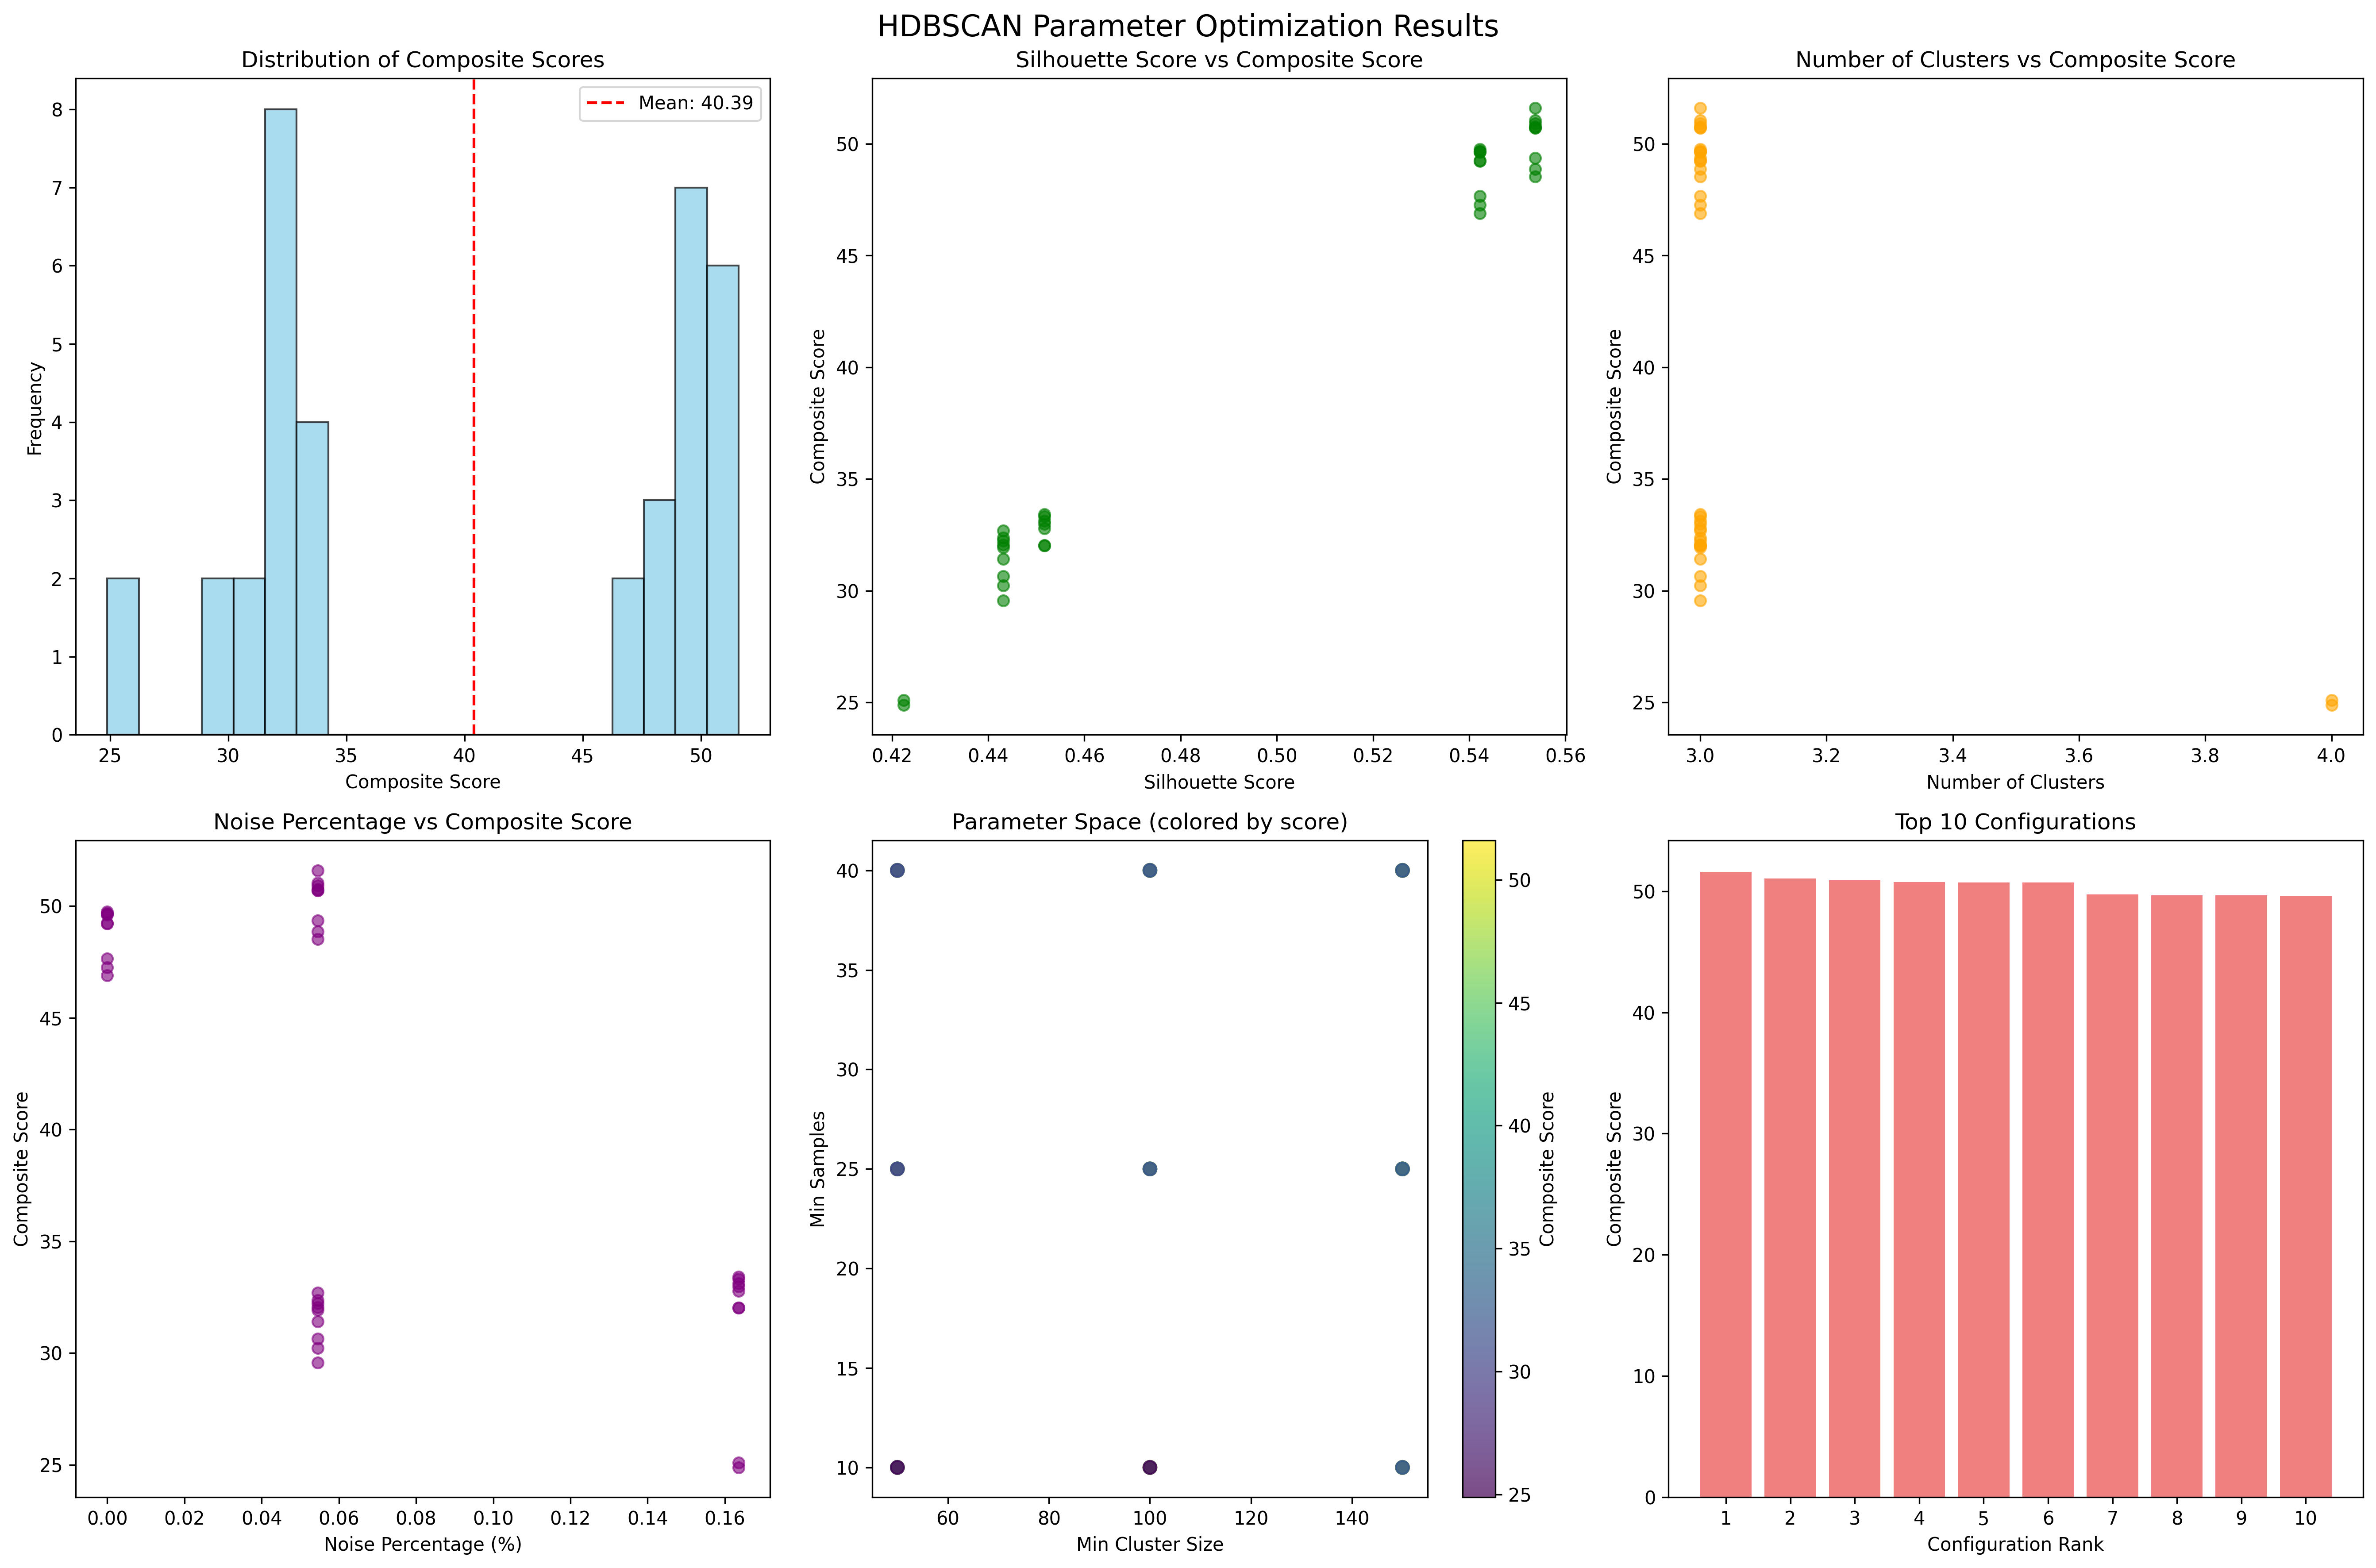 HDBSCAN Parameter Optimization Results
Distribution of Composite Scores
Mean: 40.39
8
7
6
5
4
3
2
1
0
Frequency
25 30 35 40 45 50
Composite Score
Silhouette Score vs Composite Score
50
45
40
35
30
25
Composite Score
0.42 0.44 0.46 0.48 0.50 0.52 0.54 0.56
Silhouette Score
Number of Clusters vs Composite Score
50
45
40
35
30
25
Composite Score
3.0 3.2 3.4 3.6 3.8 4.0
Number of Clusters
Noise Percentage vs Composite Score
50
45
40
35
30
25
Composite Score
0.00 0.02 0.04 0.06 0.08 0.10 0.12 0.14 0.16
Noise Percentage (%)
Parameter Space (colored by score)
40
35
30
25
20
15
10
Min Samples
60 80 100 120 140
Min Cluster Size
50
45
40
35
30
25
Composite Score
Top 10 Configurations
50
40
30
20
10
0
Composite Score
1 2 3 4 5 6 7 8 9 10
Configuration Rank